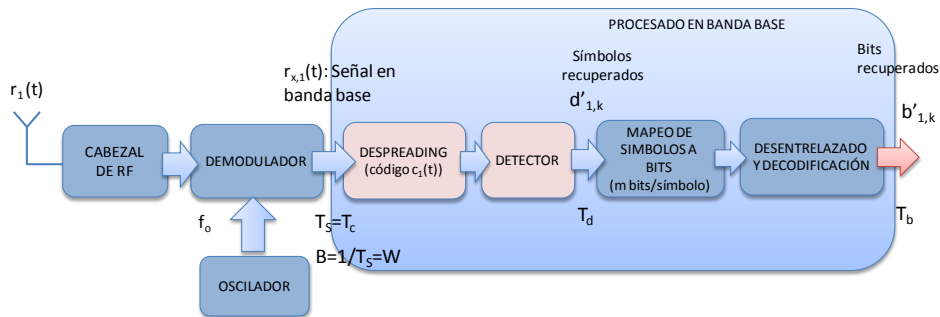 PROCESADO EN BANDA BASE
r1(t)
rx,1(t): Señal en
banda base
Símbolos
recuperados
d'1,k
Bits
recuperados
b'1,k
CABEZAL
DE RF
DEMODULADOR
DESPREADING
(código c1(t))
DETECTOR
MAPEO DE
SIMBOLOS A
BITS
(m bits/símbolo)
DESENTRELAZADO
Y DECODIFICACIÓN
fo
TS=Tc
B=1/TS=W
Td
Tb
OSCILADOR